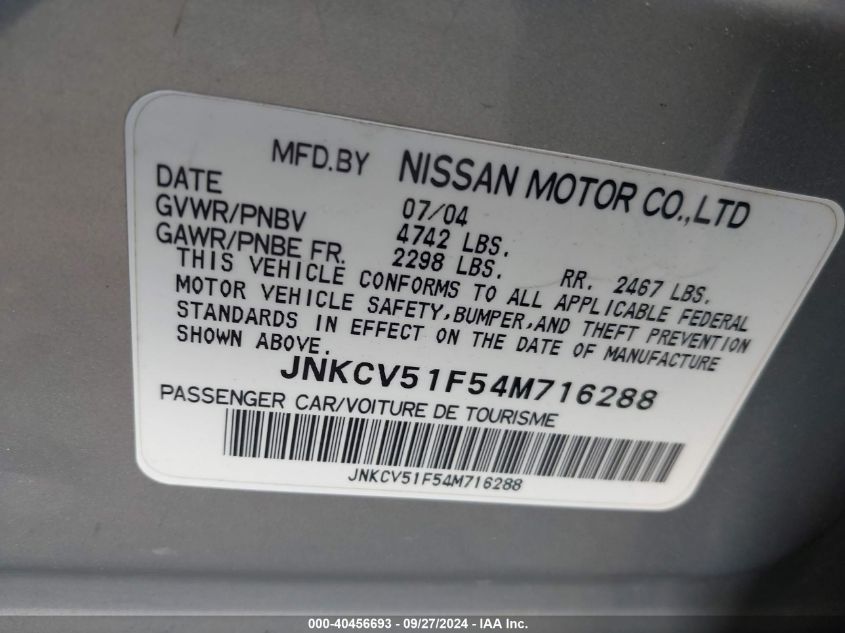 MFD.BY NISSAN MOTOR CO.,LTD
DATE 07/04
GVWR/PNBV 4742 LBS.
GAWR/PNBE FR. 2298 LBS. RR. 2467 LBS.
THIS VEHICLE CONFORMS TO ALL APPLICABLE FEDERAL
MOTOR VEHICLE SAFETY,BUMPER,AND THEFT PREVENTION
STANDARDS IN EFFECT ON THE DATE OF MANUFACTURE
SHOWN ABOVE.
JNKCV51F54M716288
PASSENGER CAR/VOITURE DE TOURISME
JNKCV51F54M716288
000-40456693 - 09/27/2024 - IAA Inc.